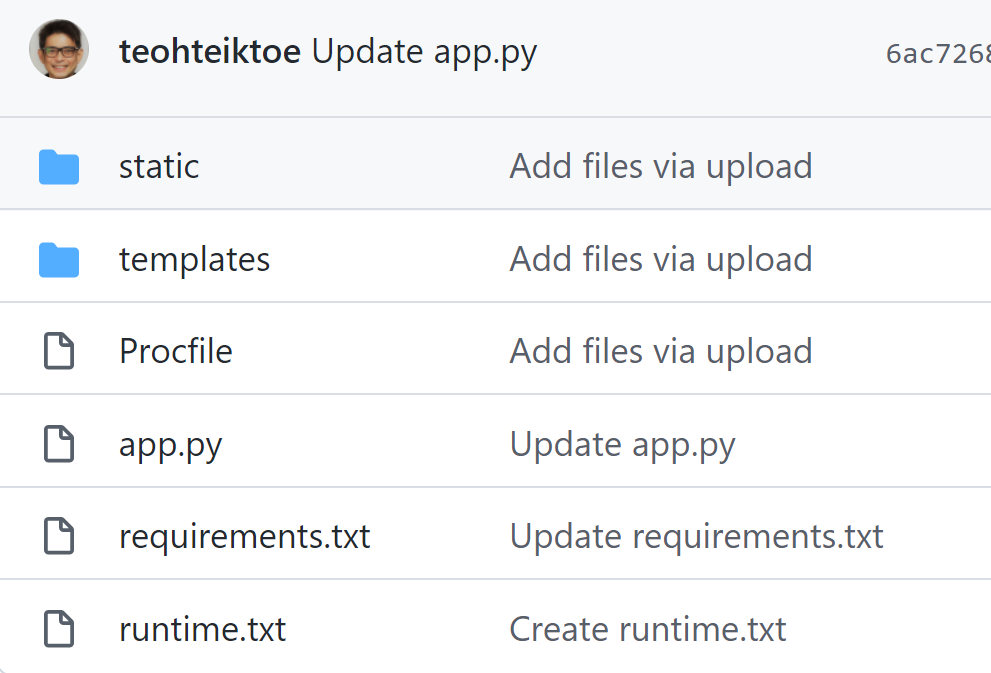 teohteiktoe Update app.py 6ac7268
static Add files via upload
templates Add files via upload
Procfile Add files via upload
app.py Update app.py
requirements.txt Update requirements.txt
runtime.txt Create runtime.txt